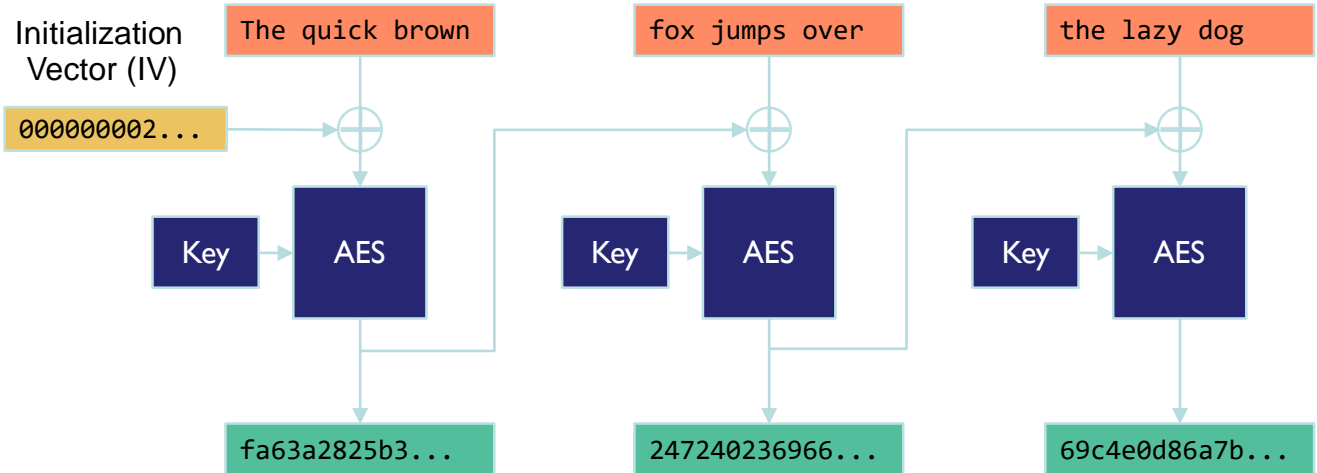 Initialization
Vector (IV)
The quick brown
fox jumps over
the lazy dog
000000002...
Key
AES
Key
AES
Key
AES
fa63a2825b3...
247240236966...
69c4e0d86a7b...